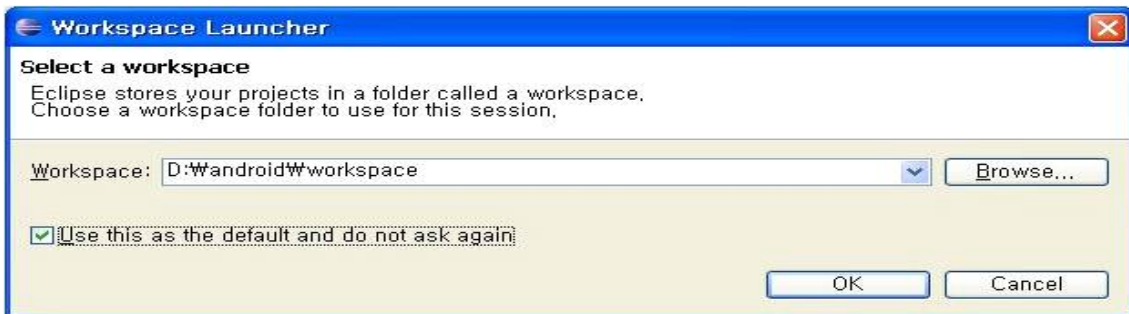 Workspace Launcher
Select a workspace
Eclipse stores your projects in a folder called a workspace,
Choose a workspace folder to use for this session,
Workspace: D:₩android₩workspace Browse,,,
Use this as the default and do not ask again
OK Cancel